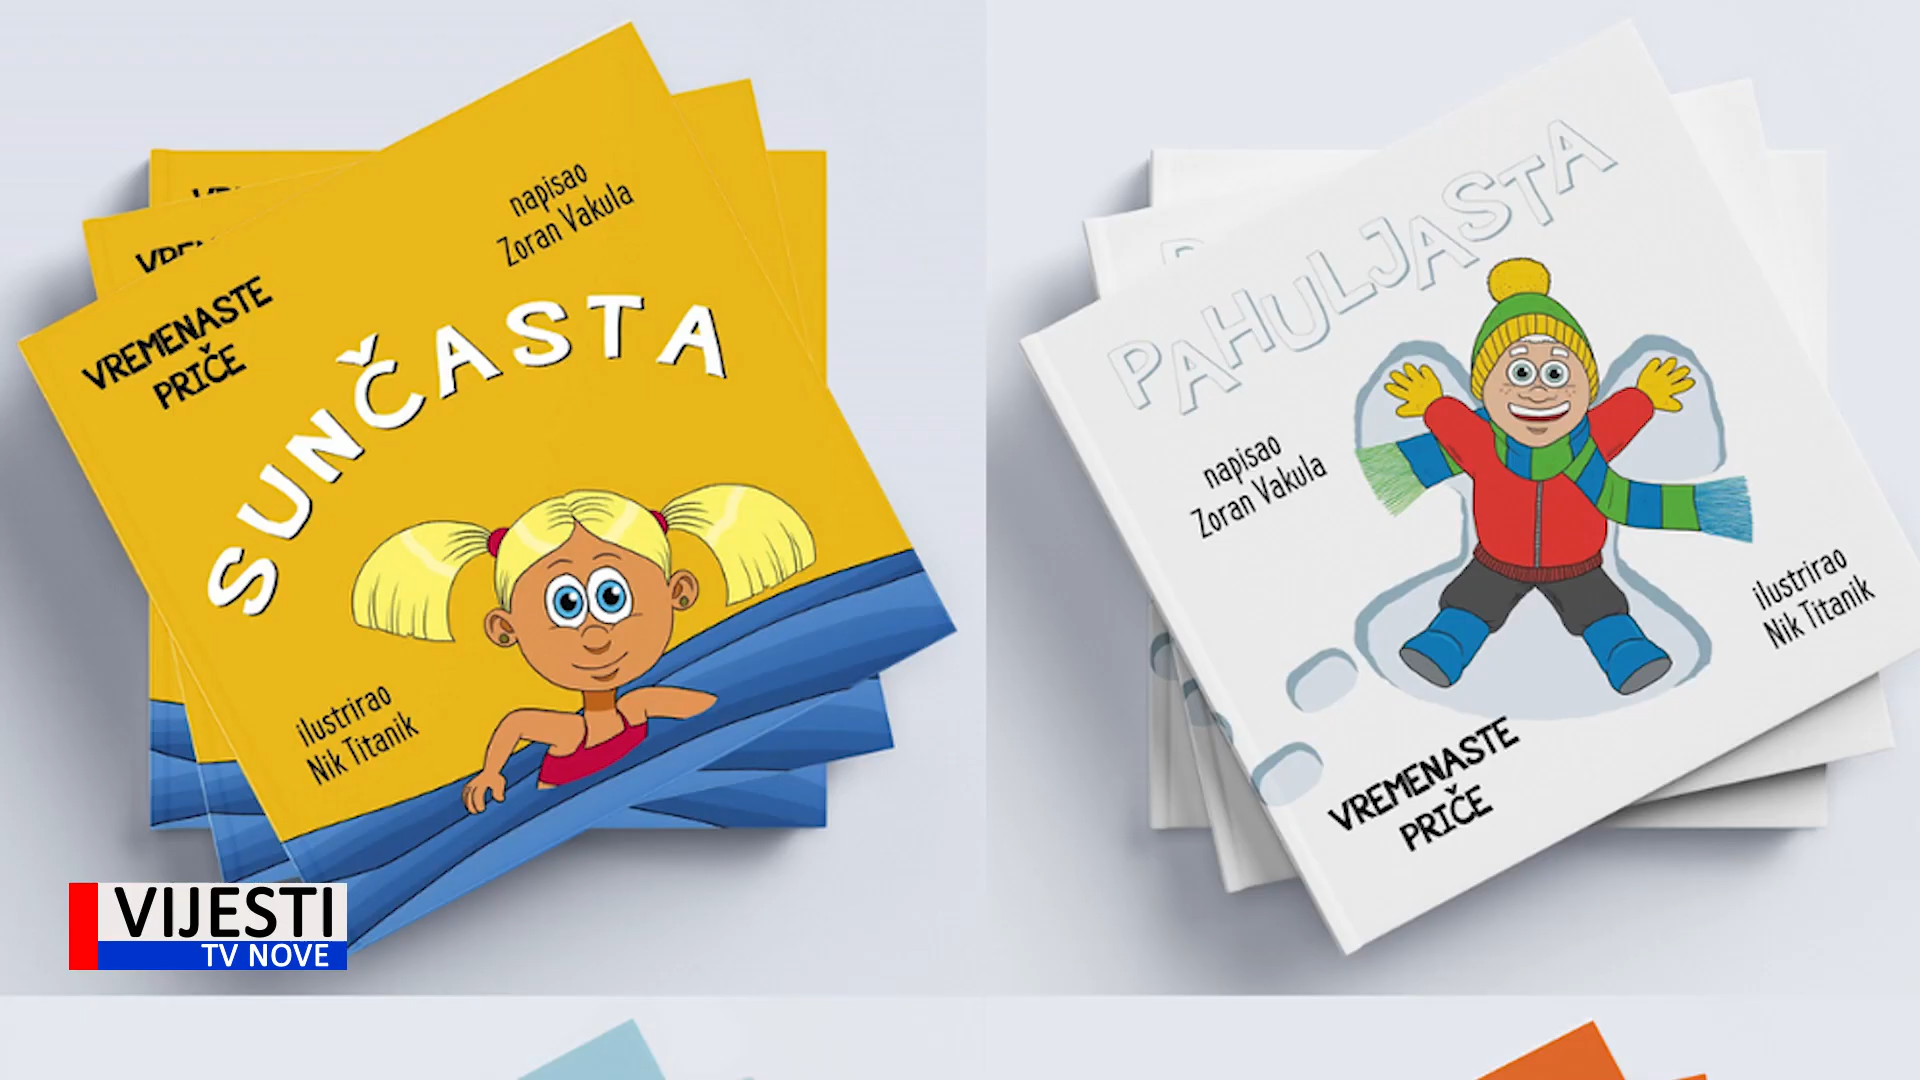 napisao
Zoran Vakula
VREMENASTE
PRIČE
SUNČASTA
ilustrirao
Nik Titanik
PAHULJASTA
napisao
Zoran Vakula
ilustrirao
Nik Titanik
VREMENASTE
PRIČE
VIJESTI
TV NOVE